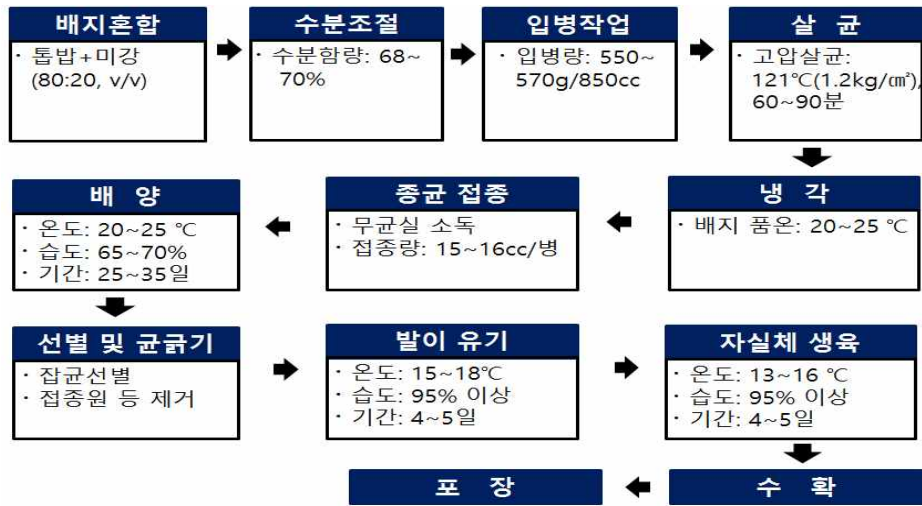 배지혼합
· 톱밥+미강
(80:20, v/v)
수분조절
· 수분함량: 68~
70%
입병작업
· 입병량: 550~
570g/850cc
살 균
· 고압살균:
121℃(1.2kg/㎠),
60~90분
냉 각
· 배지 품온: 20~25 ℃
종균 접종
· 무균실 소독
· 접종량: 15~16cc/병
배 양
· 온도: 20~25 ℃
· 습도: 65~70%
· 기간: 25~35일
선별 및 균긁기
· 잡균선별
· 접종원 등 제거
발이 유기
· 온도: 15~18℃
· 습도: 95% 이상
· 기간: 4~5일
자실체 생육
· 온도: 13~16 ℃
· 습도: 95% 이상
· 기간: 4~5일
수 확
포 장